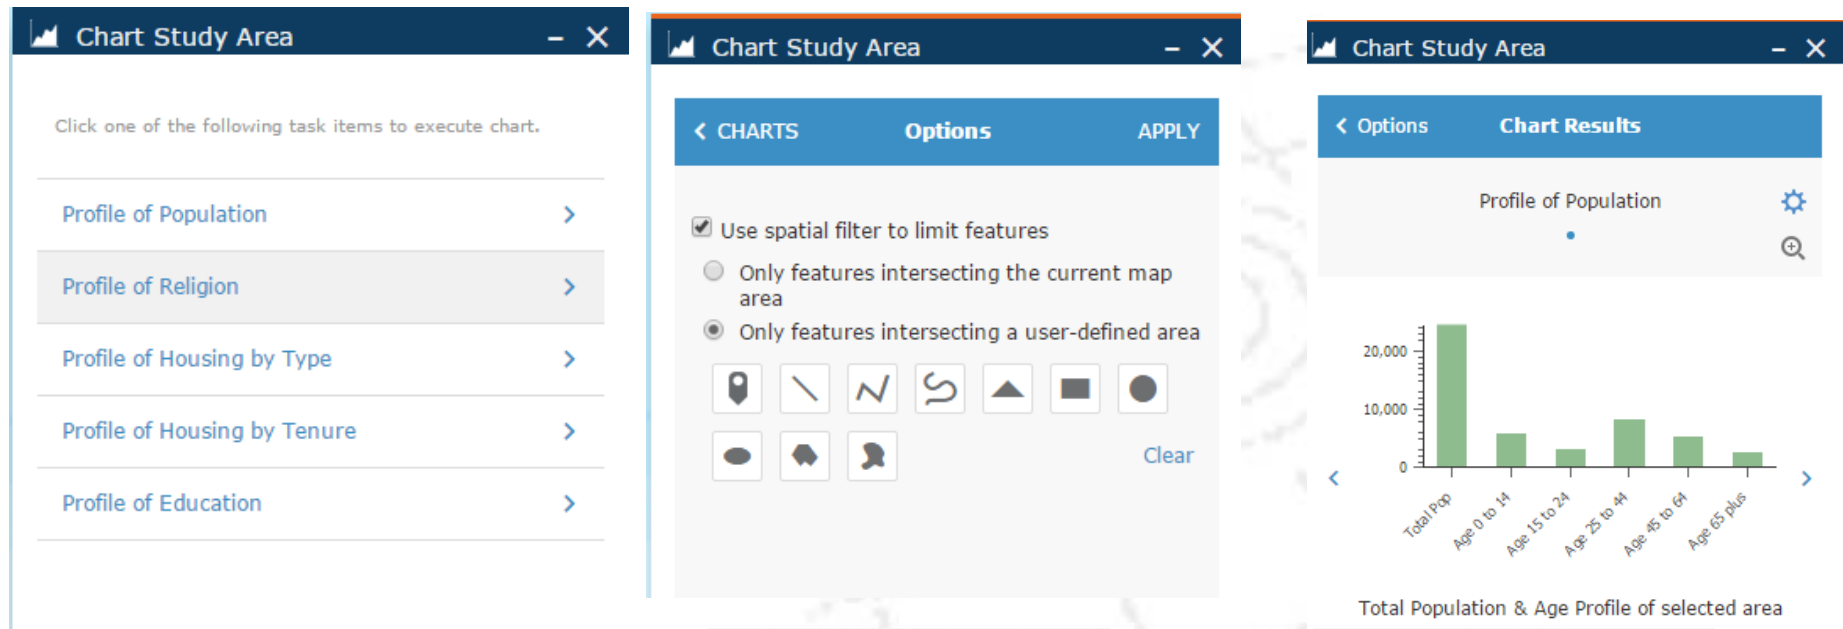 Chart Study Area
Click one of the following task items to execute chart.
Profile of Population
Profile of Religion
Profile of Housing by Type
Profile of Housing by Tenure
Profile of Education
Chart Study Area
CHARTS Options APPLY
Use spatial filter to limit features
Only features intersecting the current map
area
Only features intersecting a user-defined area
Clear
Chart Study Area
Options Chart Results
Profile of Population
20,000
10,000
0
Total Pop
Age 0 to 14
Age 15 to 24
Age 25 to 44
Age 45 to 64
Age 65 plus
Total Population & Age Profile of selected area